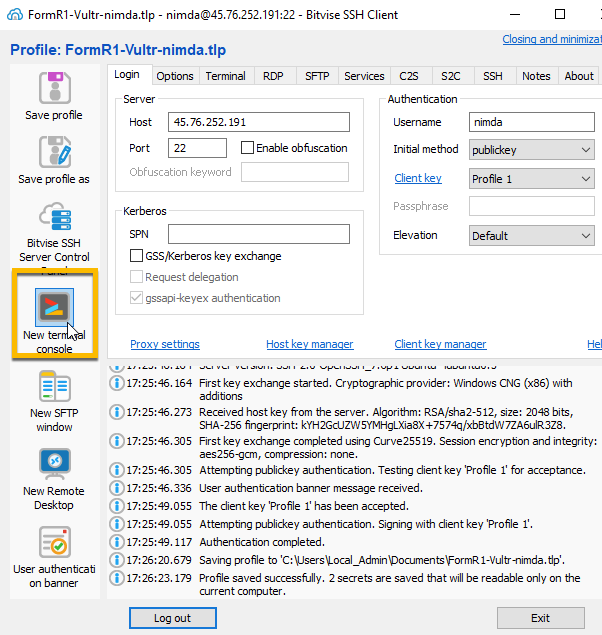 FormR1-Vultr-nimda.tlp - nimda@45.76.252.191:22 - Bitvise SSH Client
Profile: FormR1-Vultr-nimda.tlp
Closing and minimizat
Save profile
Save profile as
Bitvise SSH
Server Control
Panel
New terminal
console
New SFTP
window
New Remote
Desktop
User authenticati
on banner
Login Options Terminal RDP SFTP Services C2S S2C SSH Notes About
Server
Host 45.76.252.191
Port 22 Enable obfuscation
Obfuscation keyword
Kerberos
SPN
GSS/Kerberos key exchange
Request delegation
gssapi-keyex authentication
Authentication
Username nimda
Initial method publickey
Client key Profile 1
Passphrase
Elevation Default
Proxy settings Host key manager Client key manager Hel
17:25:46.164 First key exchange started. Cryptographic provider: Windows CNG (x86) with
additions
17:25:46.273 Received host key from the server. Algorithm: RSA/sha2-512, size: 2048 bits,
SHA-256 fingerprint: kYH2GcUZW5YMHgLXia8X+7574q/xbBtdW7ZA6ulR3Z8.
17:25:46.305 First key exchange completed using Curve25519. Session encryption and integrity:
aes256-gcm, compression: none.
17:25:46.305 Attempting publickey authentication. Testing client key 'Profile 1' for acceptance.
17:25:46.336 User authentication banner message received.
17:25:49.055 The client key 'Profile 1' has been accepted.
17:25:49.055 Attempting publickey authentication. Signing with client key 'Profile 1'.
17:25:49.117 Authentication completed.
17:26:20.679 Saving profile to 'C:\Users\Local_Admin\Documents\FormR1-Vultr-nimda.tlp'.
17:26:23.179 Profile saved successfully. 2 secrets are saved that will be readable only on the
current computer.
Log out Exit